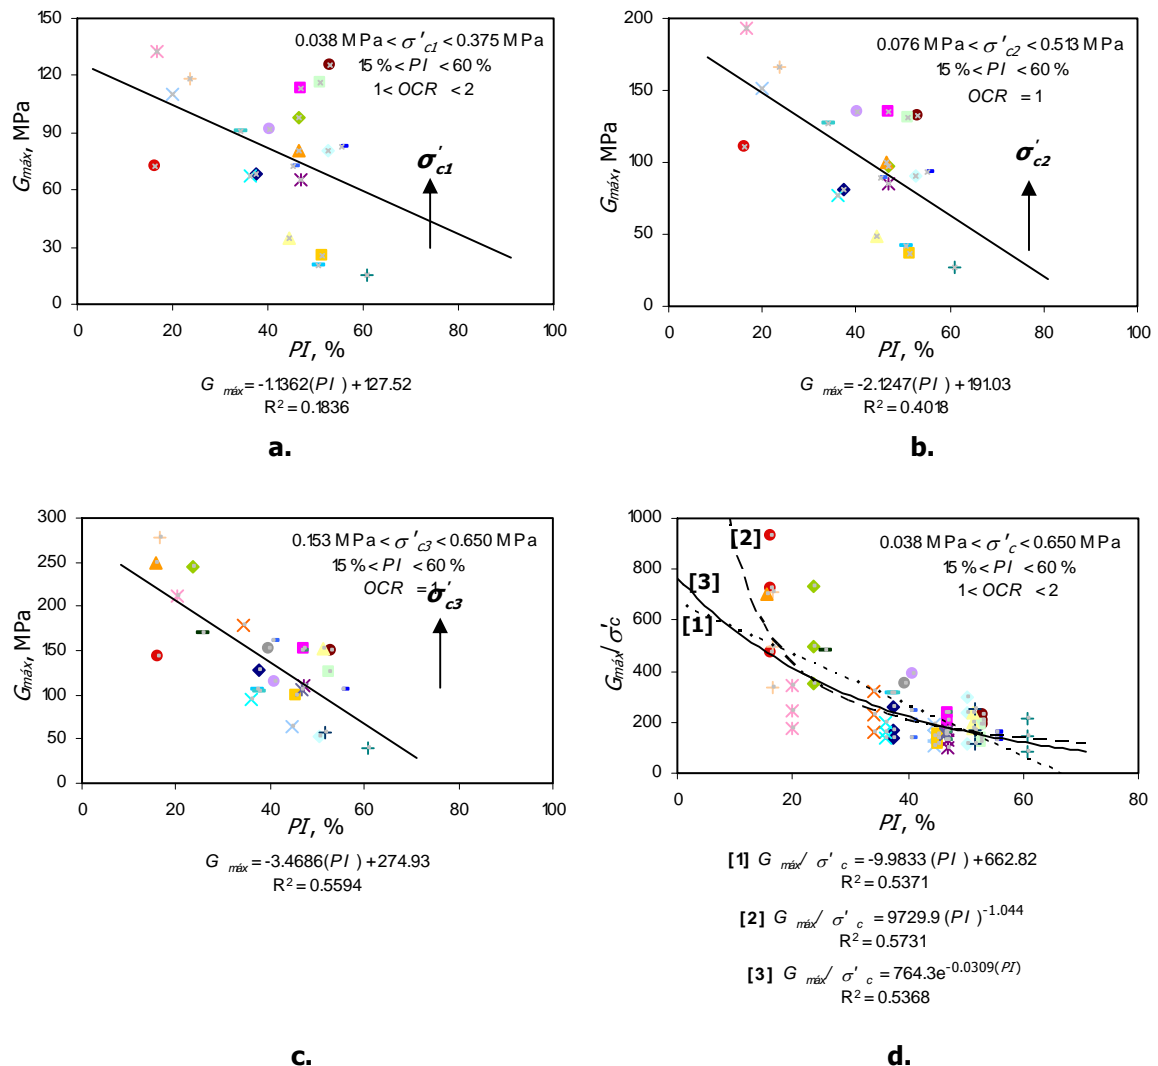 150
120
90
60
30
0
G máx, MPa
0.038 MPa < σ'c1 < 0.375 MPa
15 % < PI < 60 %
1 < OCR < 2
σ'c1
0 20 40 60 80 100
PI, %
G máx = -1.1362(PI) + 127.52
R² = 0.1836
a.
200
150
100
50
0
G máx, MPa
0.076 MPa < σ'c2 < 0.513 MPa
15 % < PI < 60 %
OCR = 1
σ'c2
0 20 40 60 80 100
PI, %
G máx = -2.1247(PI) + 191.03
R² = 0.4018
b.
300
250
200
150
100
50
0
G máx, MPa
0.153 MPa < σ'c3 < 0.650 MPa
15 % < PI < 60 %
OCR = 1
σ'c3
0 20 40 60 80 100
PI, %
G máx = -3.4686(PI) + 274.93
R² = 0.5594
c.
1000
800
600
400
200
0
G máx / σ'c
[2]
[3]
[1]
0.038 MPa < σ'c < 0.650 MPa
15 % < PI < 60 %
1 < OCR < 2
0 20 40 60 80
PI, %
[1] G máx / σ'c = -9.9833 (PI) + 662.82
R² = 0.5371
[2] G máx / σ'c = 9729.9 (PI)^-1.044
R² = 0.5731
[3] G máx / σ'c = 764.3e^-0.0309(PI)
R² = 0.5368
d.